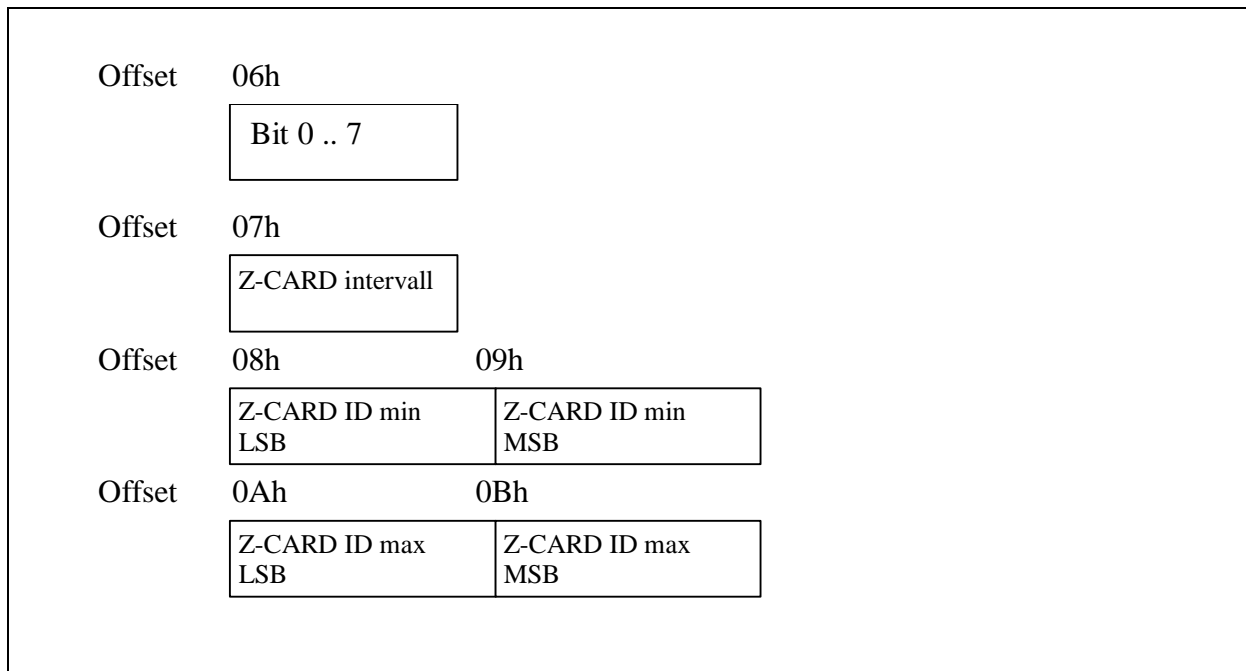 Offset 06h
Bit 0 .. 7
Offset 07h
Z-CARD intervall
Offset 08h 09h
Z-CARD ID min Z-CARD ID min
LSB MSB
Offset 0Ah 0Bh
Z-CARD ID max Z-CARD ID max
LSB MSB